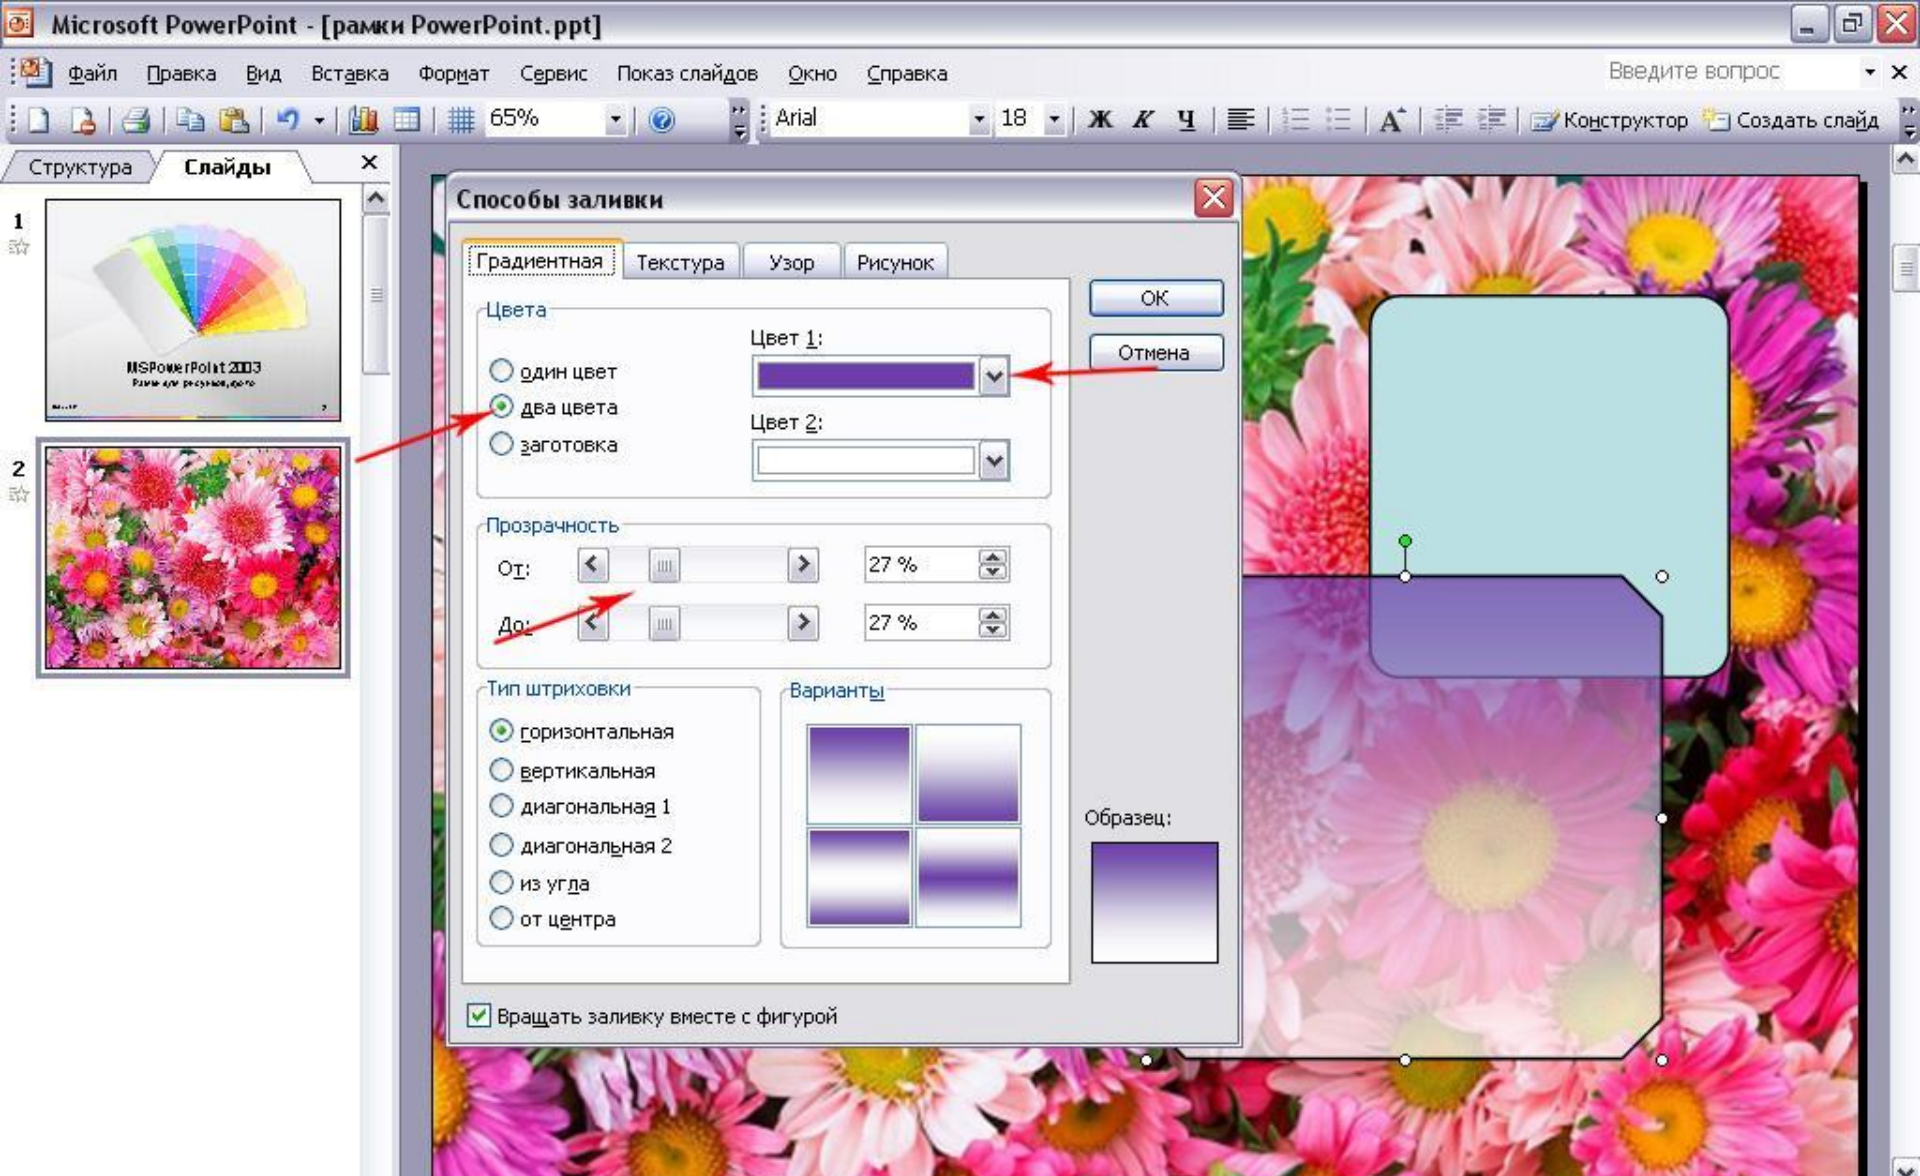 Microsoft PowerPoint - [рамки PowerPoint.ppt]
Файл Правка Вид Вставка Формат Сервис Показ слайдов Окно Справка Введите вопрос
65% Arial 18 Ж К Ч Конструктор Создать слайд
Структура Слайды
1
MSPowerPoint 2003
2
Способы заливки
Градиентная Текстура Узор Рисунок
Цвета
один цвет
два цвета
заготовка
Цвет 1:
Цвет 2:
ОК
Отмена
Прозрачность
От: 27 %
До: 27 %
Тип штриховки
горизонтальная
вертикальная
диагональная 1
диагональная 2
из угла
от центра
Варианты
Образец:
Вращать заливку вместе с фигурой